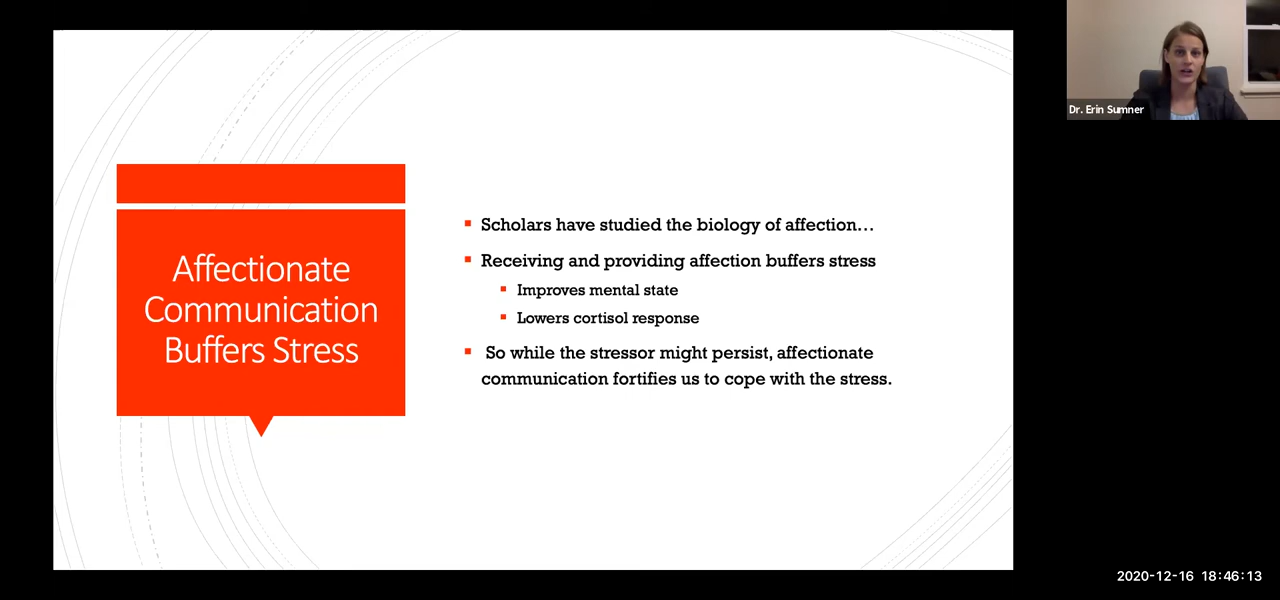 Affectionate
Communication
Buffers Stress
Scholars have studied the biology of affection…
Receiving and providing affection buffers stress
Improves mental state
Lowers cortisol response
So while the stressor might persist, affectionate
communication fortifies us to cope with the stress.
Dr. Erin Sumner
2020-12-16 18:46:13